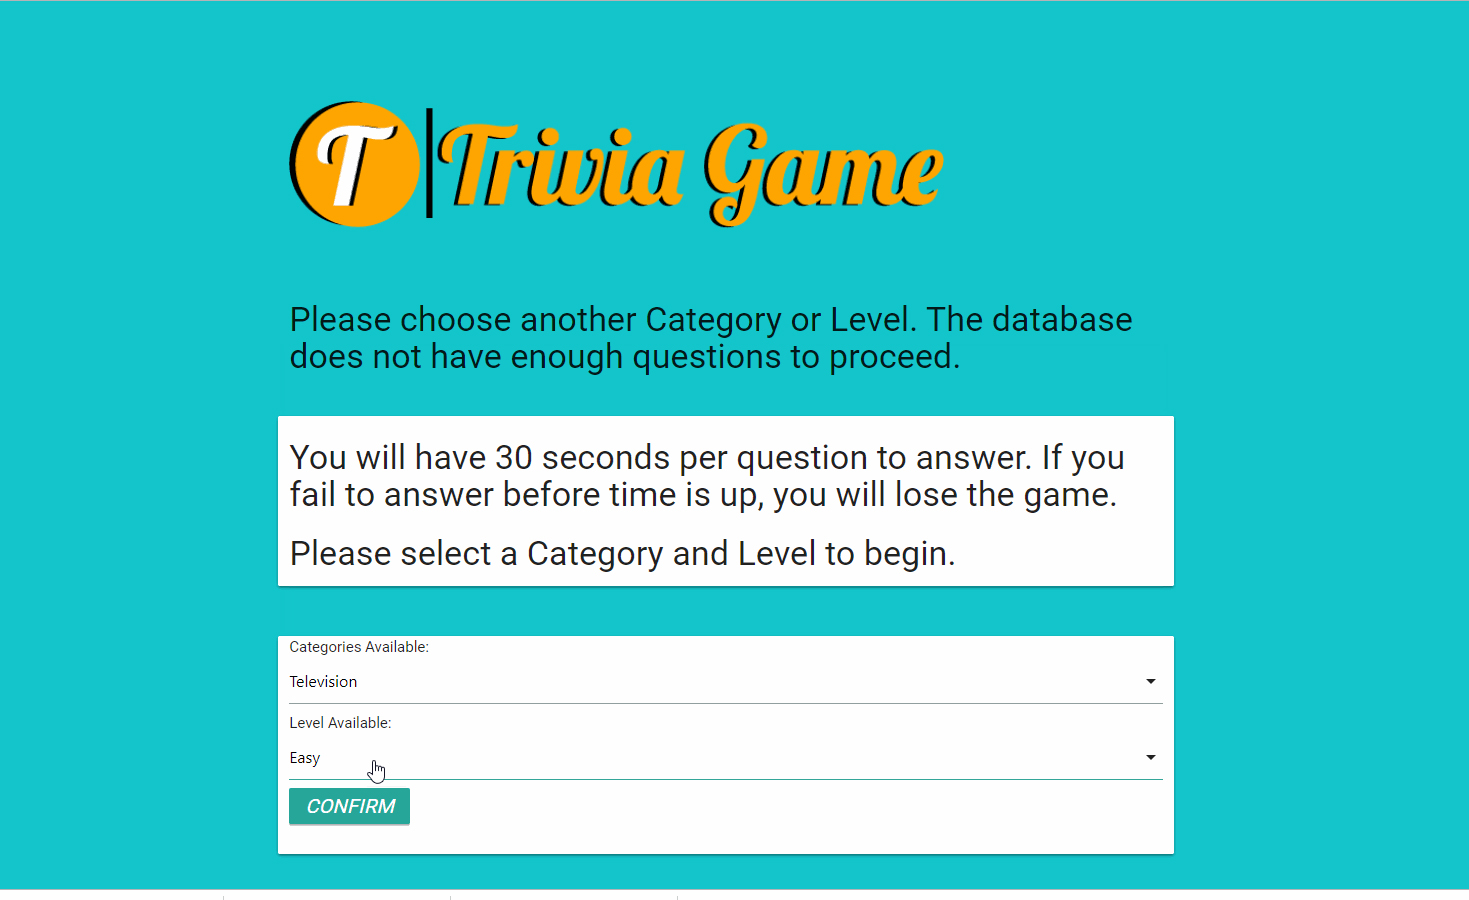 T Trivia Game
Please choose another Category or Level. The database
does not have enough questions to proceed.
You will have 30 seconds per question to answer. If you
fail to answer before time is up, you will lose the game.
Please select a Category and Level to begin.
Categories Available:
Television
Level Available:
Easy
CONFIRM